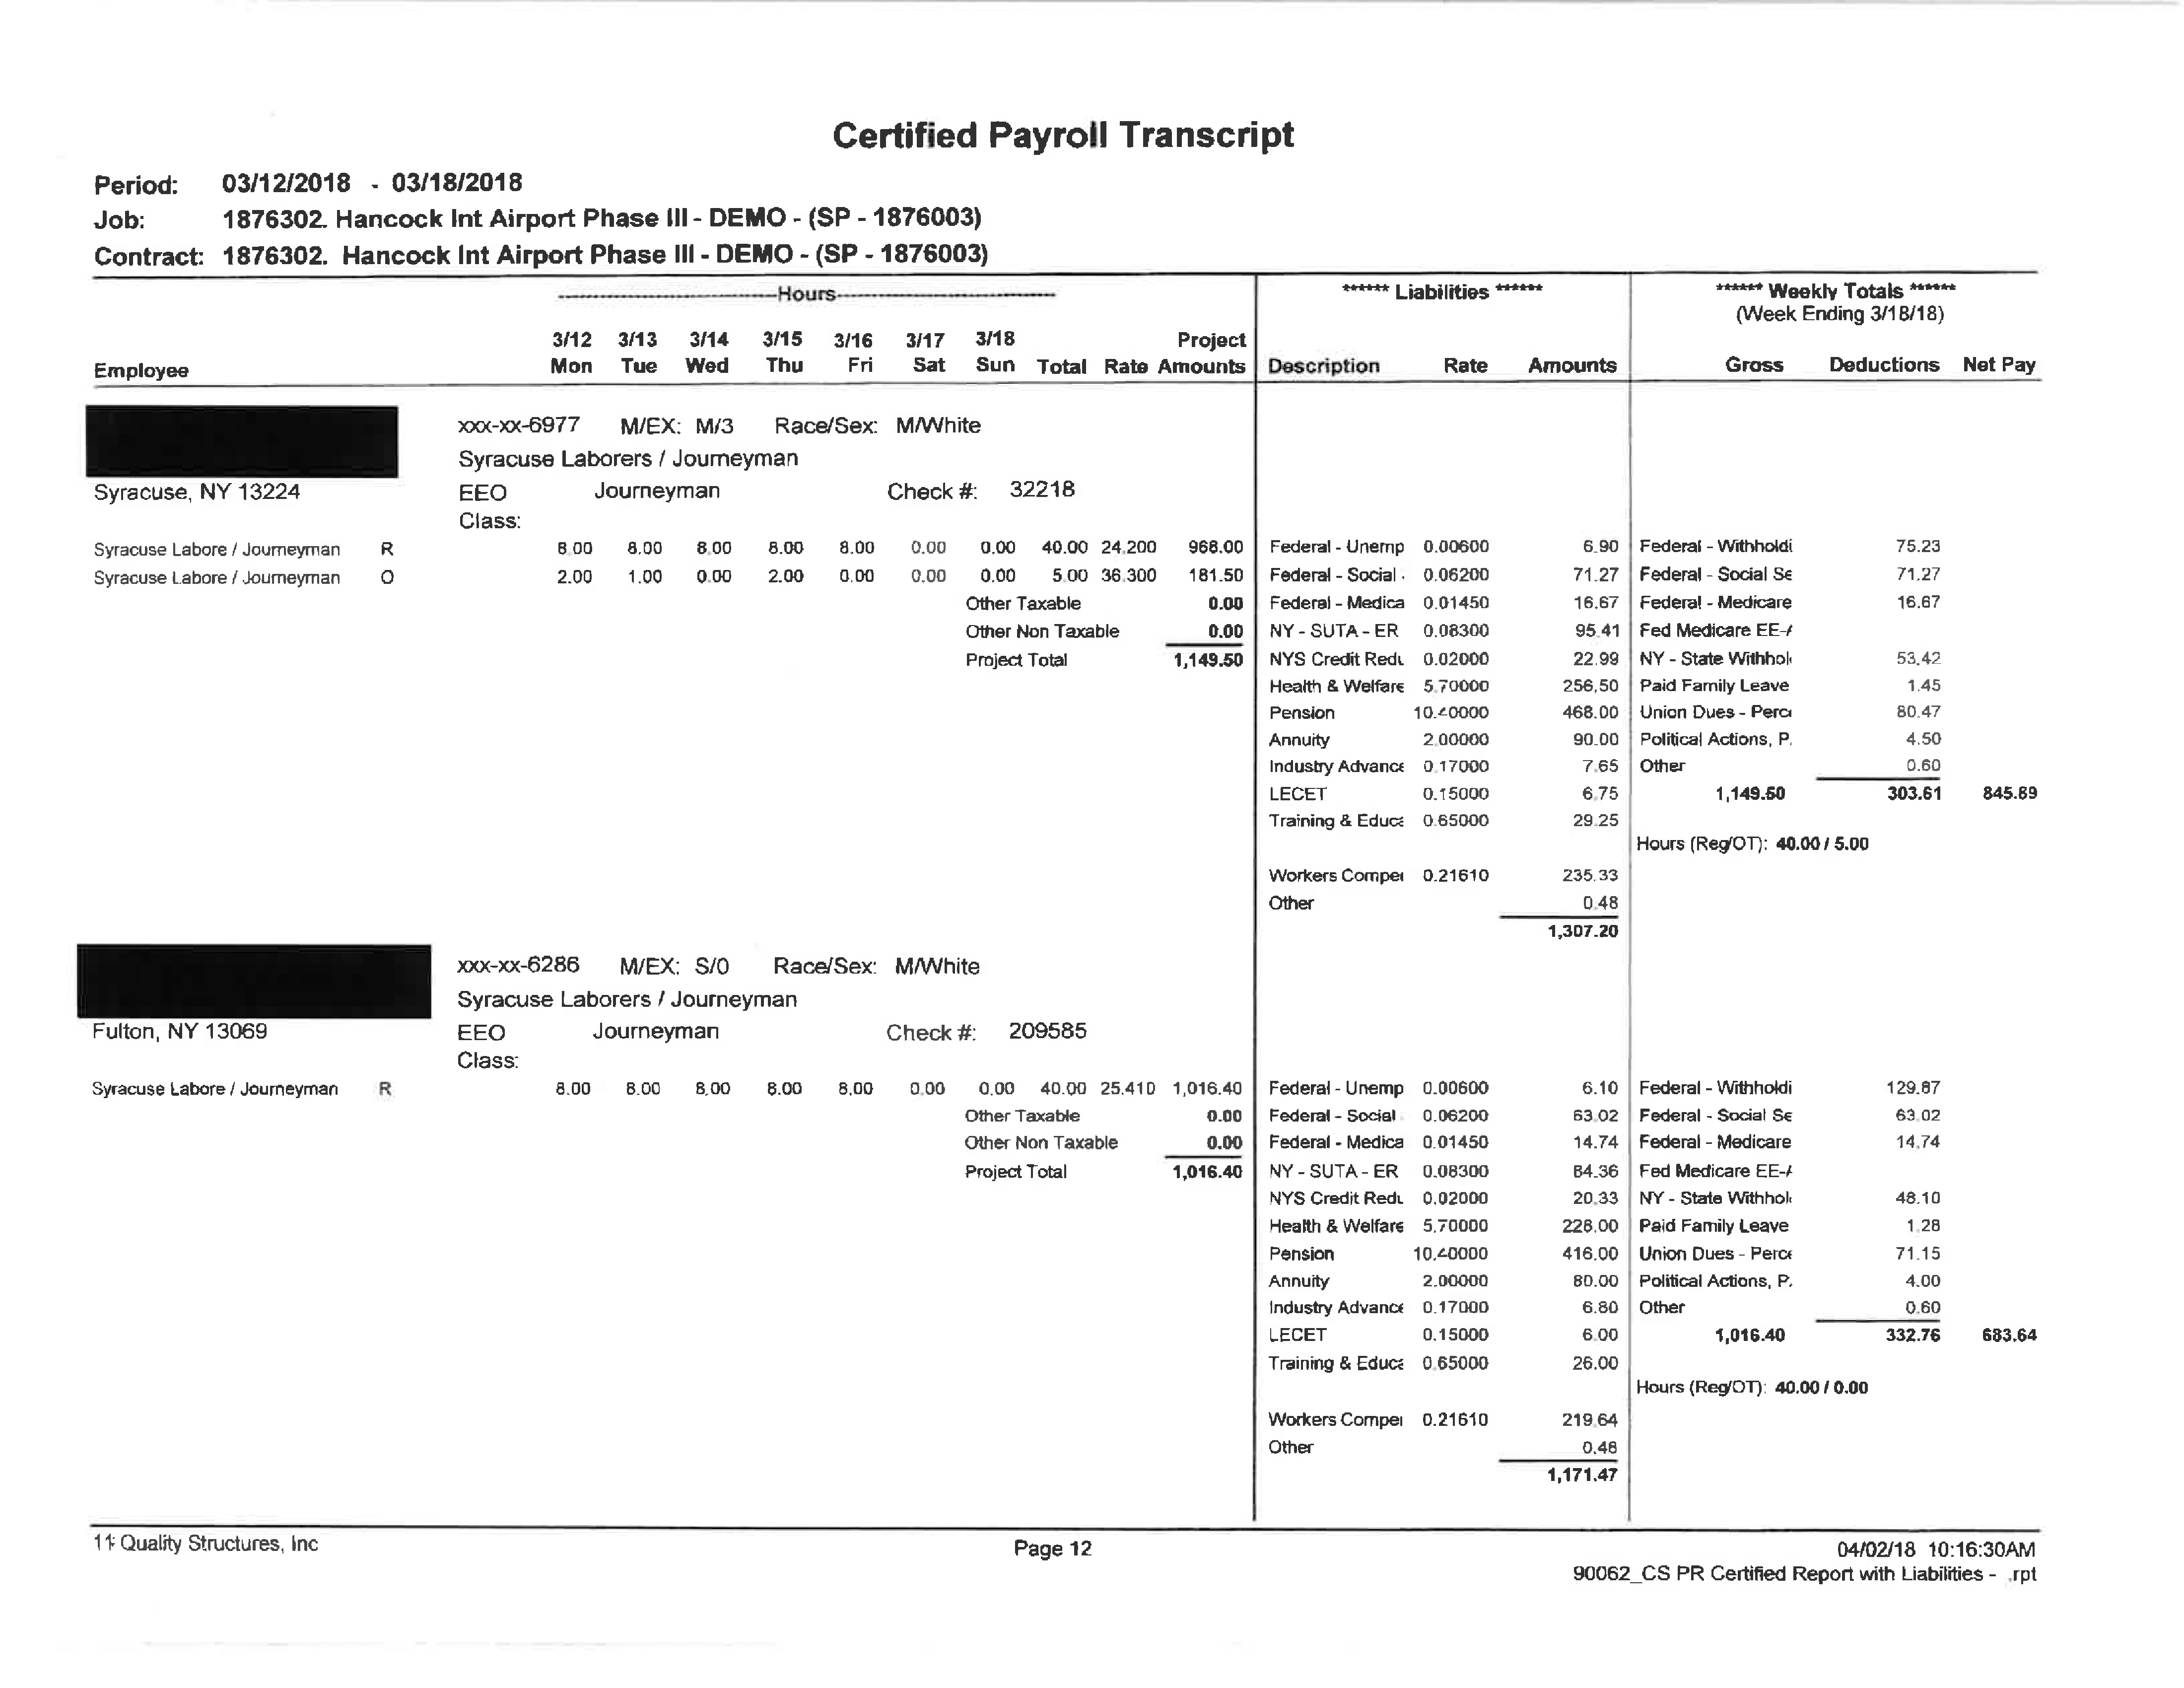 Certified Payroll Transcript
Period: 03/12/2018 - 03/18/2018
Job: 1876302. Hancock Int Airport Phase III - DEMO - (SP - 1876003)
Contract: 1876302. Hancock Int Airport Phase III - DEMO - (SP - 1876003)
Hours ****** Liabilities ****** ****** Weekly Totals ******
(Week Ending 3/18/18)
3/12 3/13 3/14 3/15 3/16 3/17 3/18 Project
Employee Mon Tue Wed Thu Fri Sat Sun Total Rate Amounts Description Rate Amounts Gross Deductions Net Pay
xxx-xx-6977 M/EX: M/3 Race/Sex: M/White
Syracuse Laborers / Journeyman
Syracuse, NY 13224 EEO Journeyman Check #: 32218
Class:
Syracuse Labore / Journeyman R 8.00 8.00 8.00 8.00 8.00 0.00 0.00 40.00 24.200 968.00 Federal - Unemp 0.00600 6.90 Federal - Withholdi 75.23
Syracuse Labore / Journeyman O 2.00 1.00 0.00 2.00 0.00 0.00 0.00 5.00 36.300 181.50 Federal - Social 0.06200 71.27 Federal - Social Se 71.27
Other Taxable 0.00 Federal - Medica 0.01450 16.67 Federal - Medicare 16.67
Other Non Taxable 0.00 NY - SUTA - ER 0.08300 95.41 Fed Medicare EE-A
Project Total 1,149.50 NYS Credit Redu 0.02000 22.99 NY - State Withhol 53.42
Health & Welfare 5.70000 256.50 Paid Family Leave 1.45
Pension 10.40000 468.00 Union Dues - Perce 80.47
Annuity 2.00000 90.00 Political Actions, P. 4.50
Industry Advance 0.17000 7.65 Other 0.60
LECET 0.15000 6.75 1,149.50 303.61 845.89
Training & Educa 0.65000 29.25
Hours (Reg/OT): 40.00 / 5.00
Workers Compe 0.21610 235.33
Other 0.48
1,307.20
xxx-xx-6286 M/EX: S/0 Race/Sex: M/White
Syracuse Laborers / Journeyman
Fulton, NY 13069 EEO Journeyman Check #: 209585
Class:
Syracuse Labore / Journeyman R 8.00 8.00 8.00 8.00 8.00 0.00 0.00 40.00 25.410 1,016.40 Federal - Unemp 0.00600 6.10 Federal - Withholdi 129.87
Other Taxable 0.00 Federal - Social 0.06200 63.02 Federal - Social Se 63.02
Other Non Taxable 0.00 Federal - Medica 0.01450 14.74 Federal - Medicare 14.74
Project Total 1,016.40 NY - SUTA - ER 0.08300 84.36 Fed Medicare EE-A
NYS Credit Redu 0.02000 20.33 NY - State Withhol 48.10
Health & Welfare 5.70000 228.00 Paid Family Leave 1.28
Pension 10.40000 416.00 Union Dues - Perce 71.15
Annuity 2.00000 80.00 Political Actions, P. 4.00
Industry Advance 0.17000 6.80 Other 0.60
LECET 0.15000 6.00 1,016.40 332.76 683.64
Training & Educa 0.65000 26.00
Hours (Reg/OT): 40.00 / 0.00
Workers Compe 0.21610 219.64
Other 0.48
1,171.47
Quality Structures, Inc Page 12 04/02/18 10:16:30AM
90062_CS PR Certified Report with Liabilities - .rpt